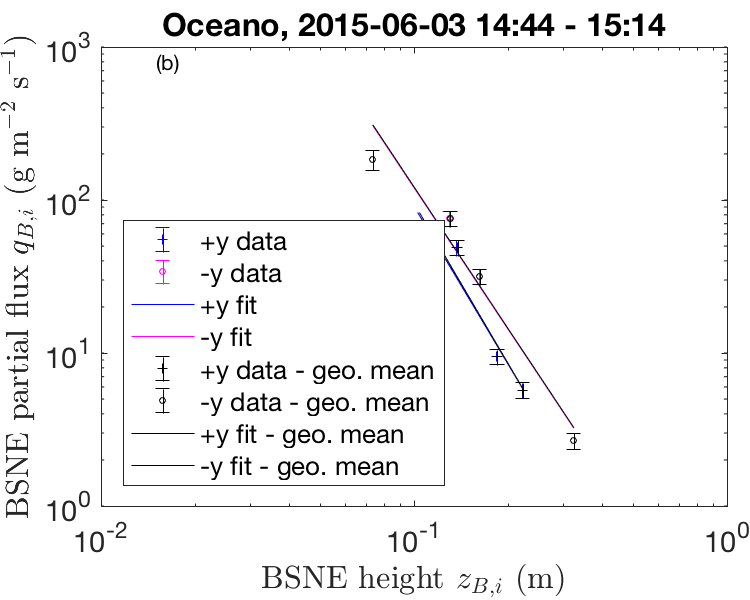 Oceano, 2015-06-03 14:44 - 15:14
(b)
BSNE partial flux q_{B,i} (g m^{-2} s^{-1})
10^3
10^2
10^1
10^0
+y data
-y data
+y fit
-y fit
+y data - geo. mean
-y data - geo. mean
+y fit - geo. mean
-y fit - geo. mean
10^{-2}
10^{-1}
10^0
BSNE height z_{B,i} (m)